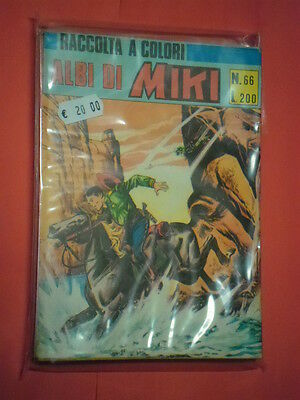 RACCOLTA A COLORI
ALBI DI MIKI
N.66
L.200
€ 20 00